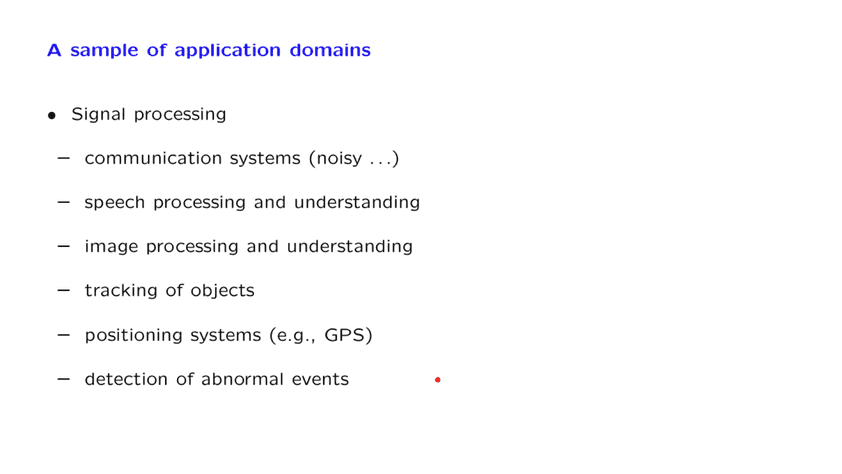 A sample of application domains
• Signal processing
– communication systems (noisy ...)
– speech processing and understanding
– image processing and understanding
– tracking of objects
– positioning systems (e.g., GPS)
– detection of abnormal events